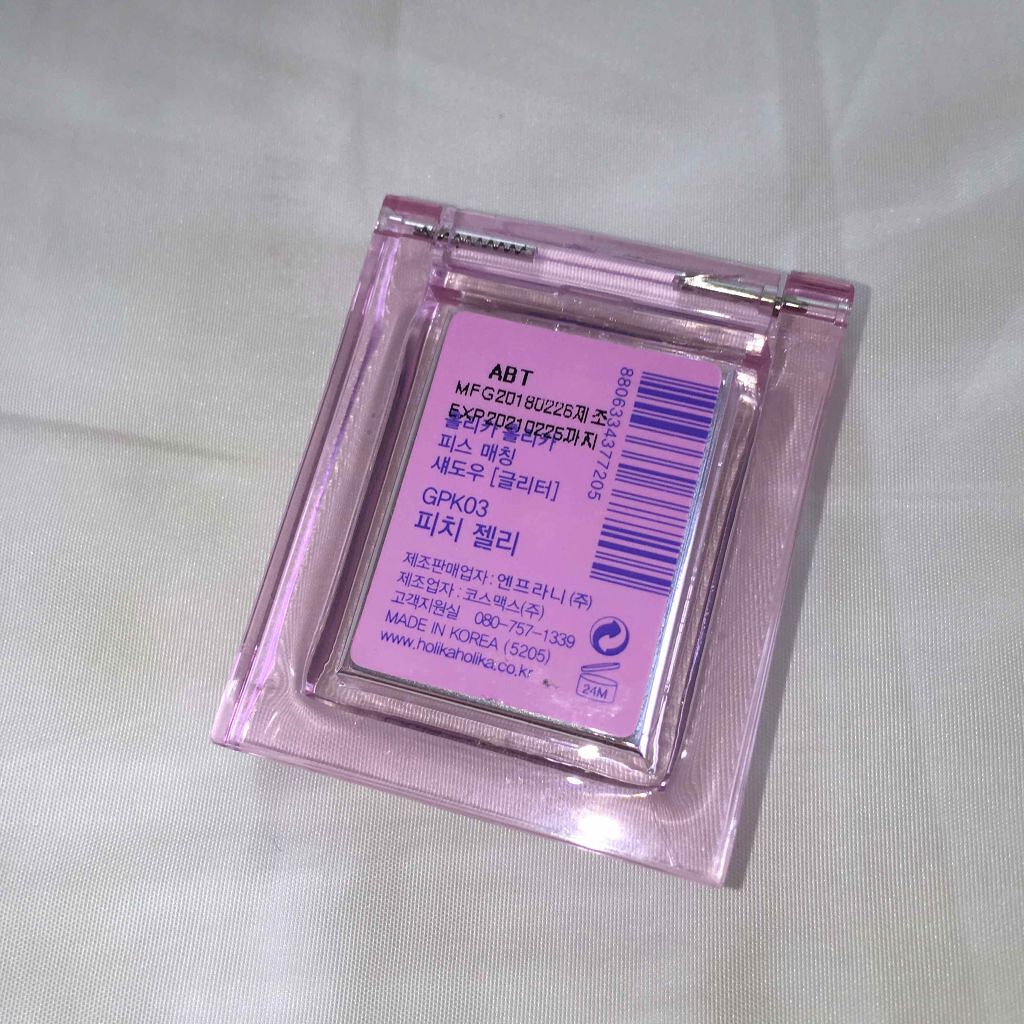 ABT
MFG20180226제조
EXP20210225까지
홀리카 홀리카
피스 매칭
섀도우 [글리터]
GPK03
피치 젤리
제조판매업자 : 엔프라니 (주)
제조업자 : 코스맥스(주)
고객지원실 080-757-1339
MADE IN KOREA (5205)
www.holikaholika.co.kr
8806334377205
24M